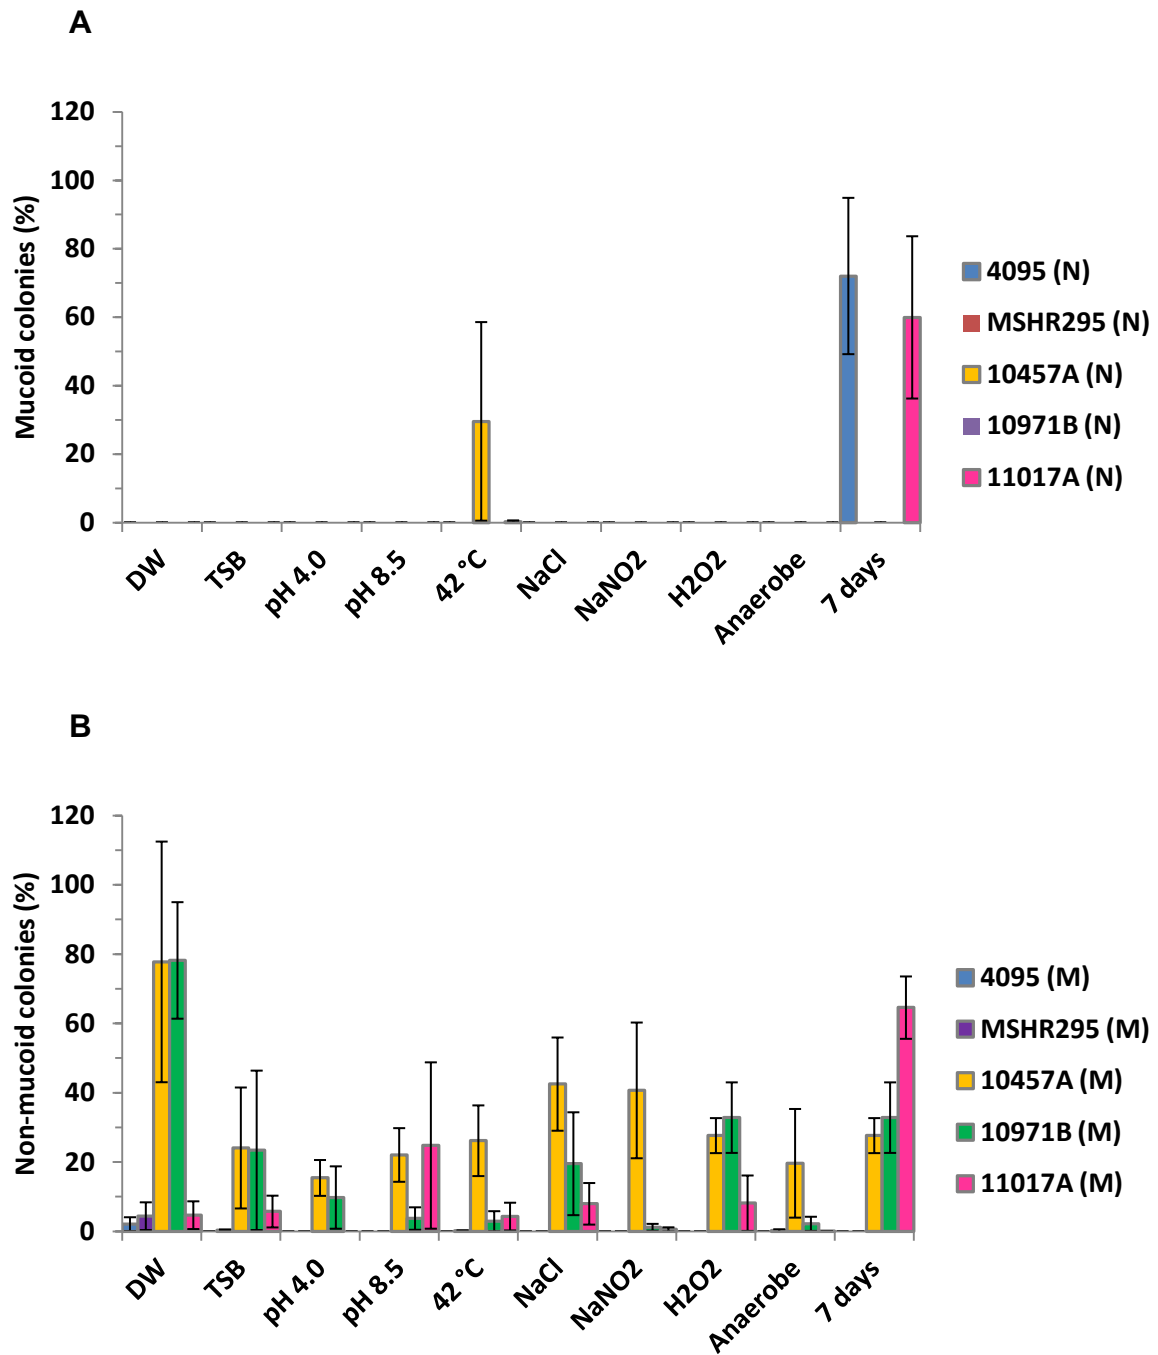 A
Mucoid colonies (%)
120
100
80
60
40
20
0
DW
TSB
pH 4.0
pH 8.5
42 °C
NaCl
NaNO2
H2O2
Anaerobe
7 days
4095 (N)
MSHR295 (N)
10457A (N)
10971B (N)
11017A (N)
B
Non-mucoid colonies (%)
120
100
80
60
40
20
0
DW
TSB
pH 4.0
pH 8.5
42 °C
NaCl
NaNO2
H2O2
Anaerobe
7 days
4095 (M)
MSHR295 (M)
10457A (M)
10971B (M)
11017A (M)